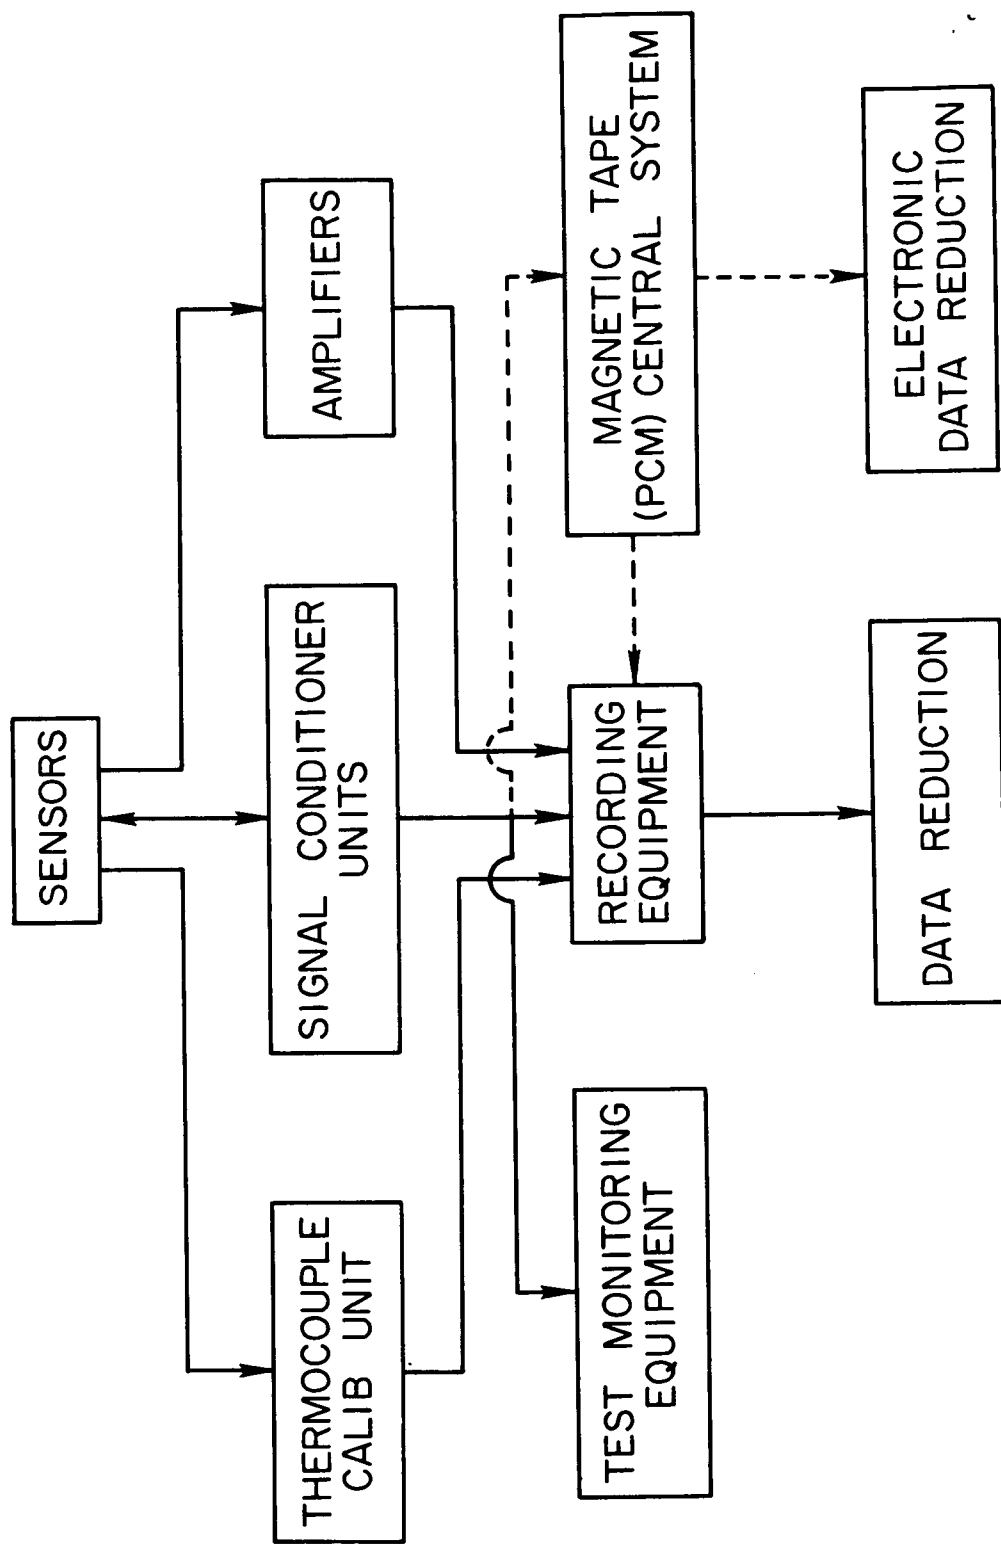 SENSORS
THERMOCOUPLE
CALIB UNIT
SIGNAL CONDITIONER
UNITS
AMPLIFIERS
TEST MONITORING
EQUIPMENT
RECORDING
EQUIPMENT
MAGNETIC TAPE
(PCM) CENTRAL SYSTEM
DATA REDUCTION
ELECTRONIC
DATA REDUCTION